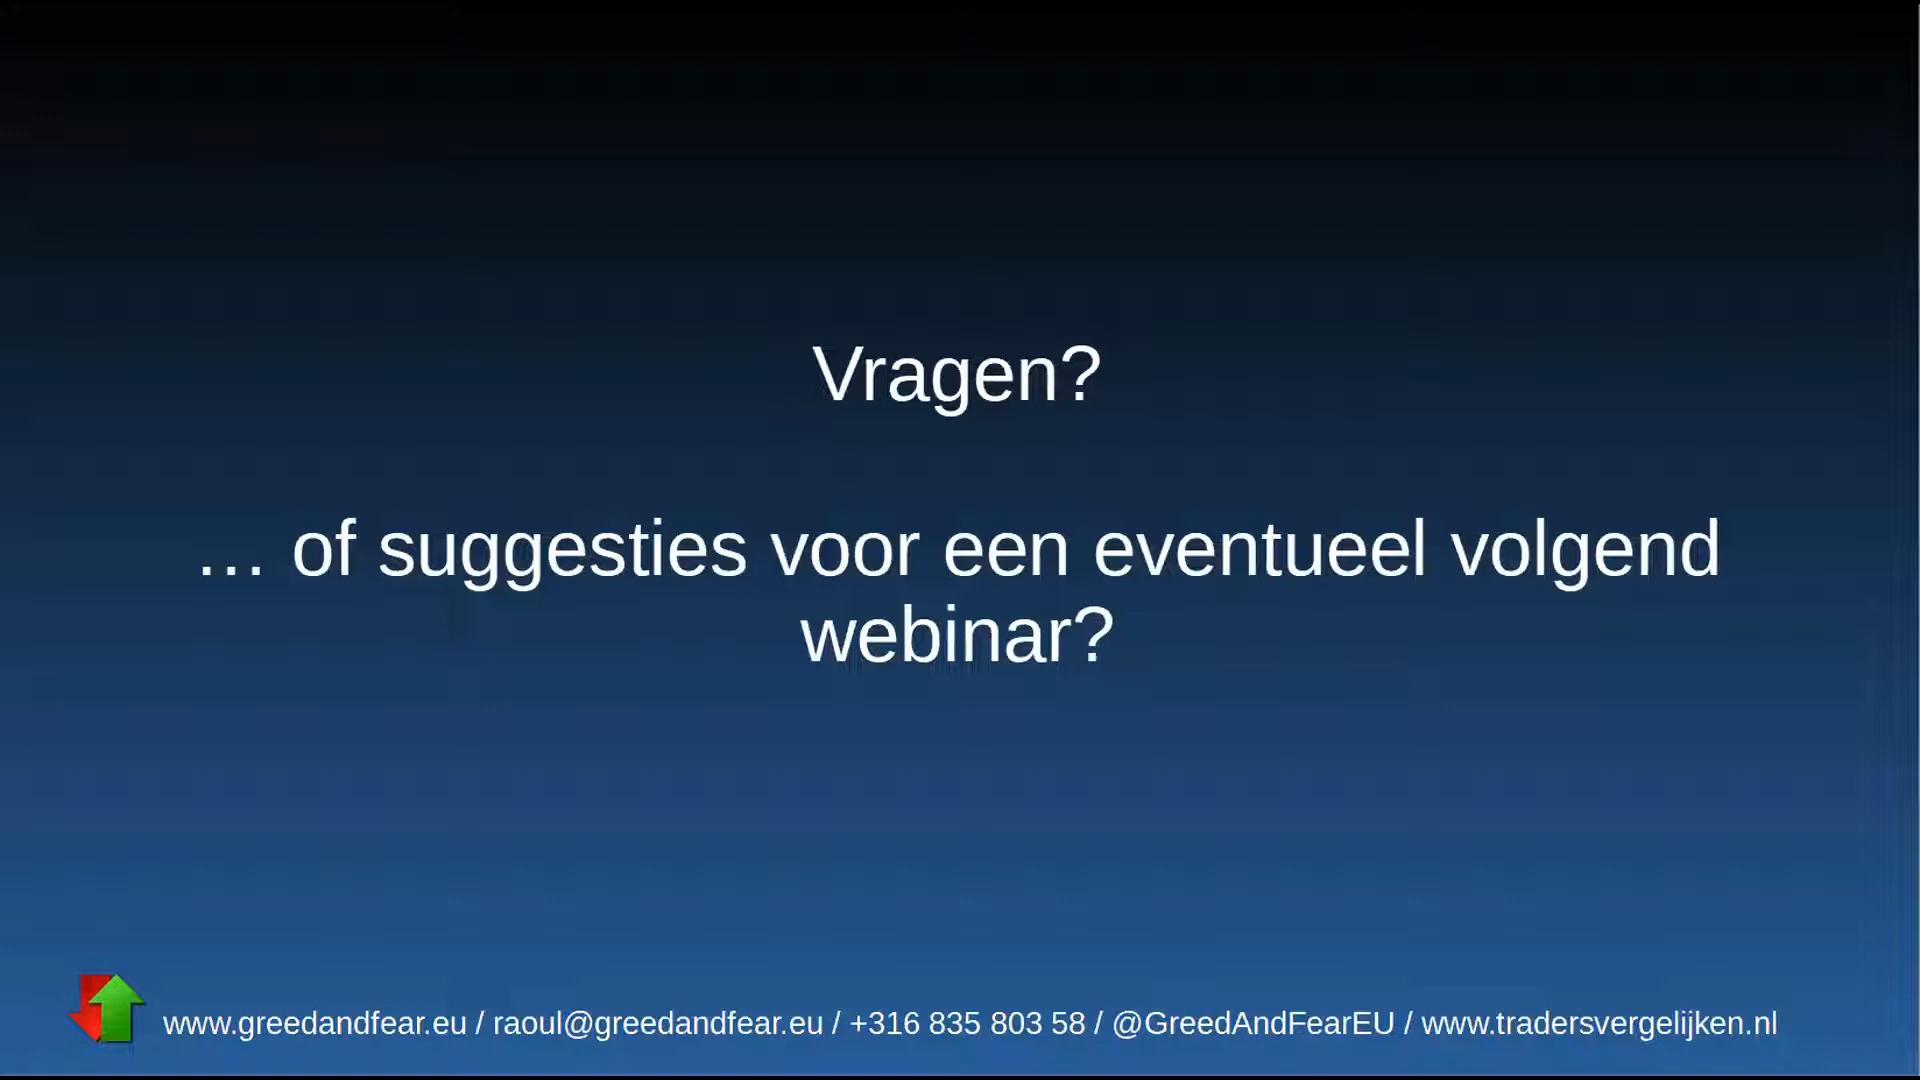 Vragen?
… of suggesties voor een eventueel volgend
webinar?
www.greedandfear.eu / raoul@greedandfear.eu / +316 835 803 58 / @GreedAndFearEU / www.tradersvergelijken.nl